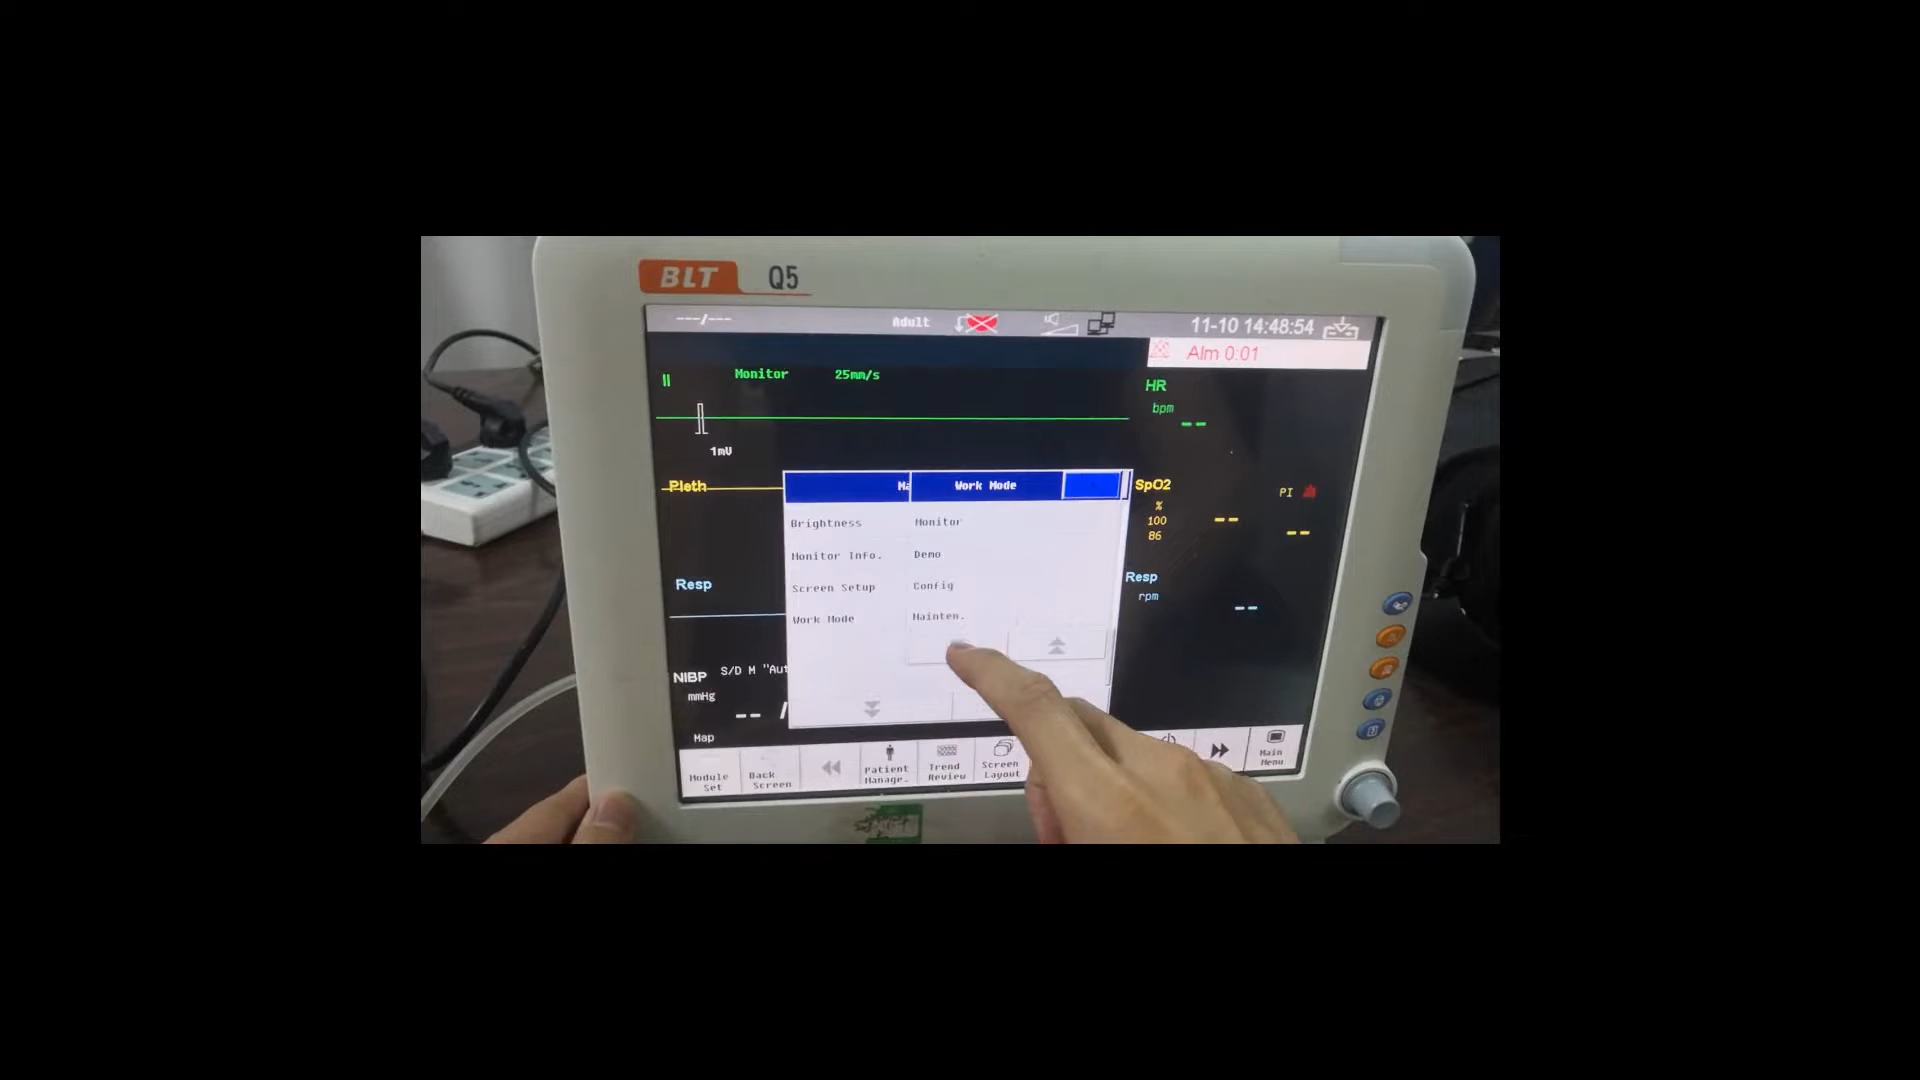 BLT Q5
---/--- Adult 11-10 14:48:54
Alm 0:01
II Monitor 25mm/s
HR
bpm
--
1mV
Pleth
Work Mode
Brightness Monitor
Monitor Info. Demo
Screen Setup Config
Work Mode Mainten.
SpO2
PI
%
100
86
--
--
Resp
Resp
rpm
--
NIBP S/D M "Aut
mmHg
-- /
Map
Module Set
Back Screen
Patient Manage.
Trend Review
Screen Layout
Main Menu